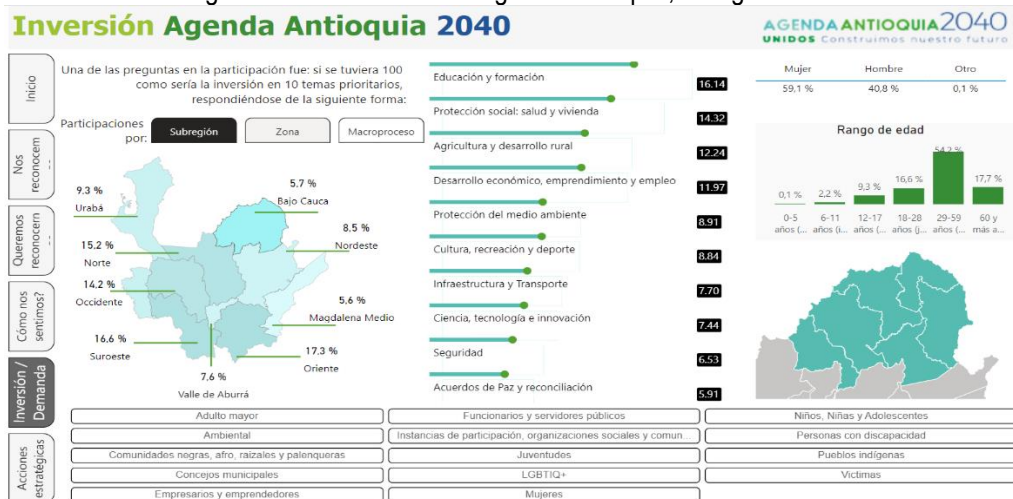 Inversión Agenda Antioquia 2040
AGENDA ANTIOQUIA 2040
UNIDOS Construimos nuestro futuro
Inicio
Nos
reconocem
..
Queremos
reconocern
..
Cómo nos
sentimos?
Inversión /
Demanda
Acciones
estratégicas
Una de las preguntas en la participación fue: si se tuviera 100
como sería la inversión en 10 temas prioritarios,
respondiéndose de la siguiente forma:
Participaciones
por:
Subregión
Zona
Macroproceso
9.3 %
Urabá
5.7 %
Bajo Cauca
15.2 %
Norte
8.5 %
Nordeste
14.2 %
Occidente
5,6 %
Magdalena Medio
16.6 %
Suroeste
17.3 %
Oriente
7,6 %
Valle de Aburrá
Educación y formación 16.14
Protección social: salud y vivienda 14.32
Agricultura y desarrollo rural 12.24
Desarrollo económico, emprendimiento y empleo 11.97
Protección del medio ambiente 8.91
Cultura, recreación y deporte 8.84
Infraestructura y Transporte 7.70
Ciencia, tecnología e innovación 7.44
Seguridad 6.53
Acuerdos de Paz y reconciliación 5.91
Mujer Hombre Otro
59,1 % 40,8 % 0,1 %
Rango de edad
0,1 % 2,2 % 9,3 % 16,6 % 54,2 % 17,7 %
0-5 6-11 12-17 18-28 29-59 60 y
años (... años (i... años (... años (j... años (... más a...
Adulto mayor
Funcionarios y servidores públicos
Niños, Niñas y Adolescentes
Ambiental
Instancias de participación, organizaciones sociales y comun...
Personas con discapacidad
Comunidades negras, afro, raizales y palenqueras
Juventudes
Pueblos indígenas
Concejos municipales
LGBTIQ+
Victimas
Empresarios y emprendedores
Mujeres